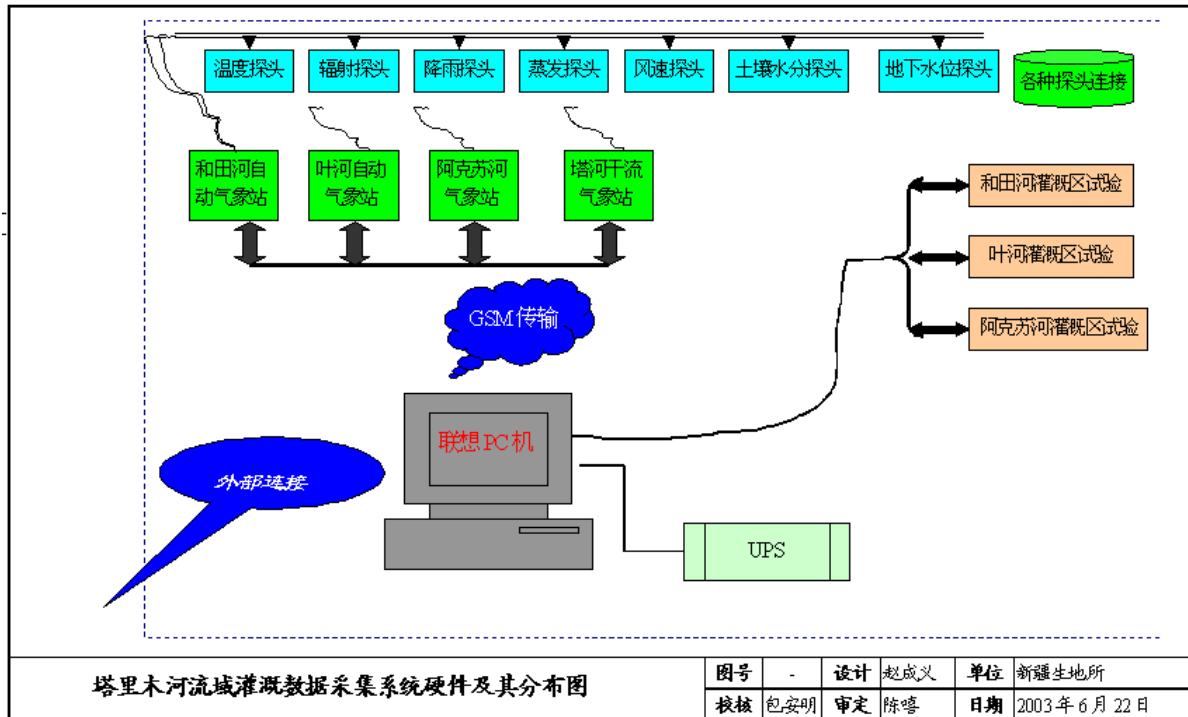 温度探头
辐射探头
降雨探头
蒸发探头
风速探头
土壤水分探头
地下水位探头
各种探头连接
和田河自
动气象站
叶河自动
气象站
阿克苏河
气象站
塔河干流
气象站
和田河灌溉区试验
叶河灌溉区试验
阿克苏河灌溉区试验
GSM传输
联想PC机
外部连接
UPS
塔里木河流域灌溉数据采集系统硬件及其分布图
图号 - 设计 赵成义 单位 新疆生地所
校核 包安明 审定 陈嘻 日期 2003年6月22日